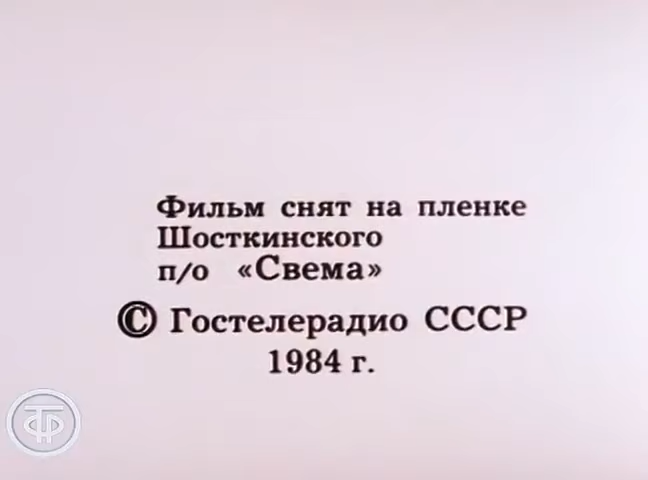 Фильм снят на пленке
Шосткинского
п/о «Свема»
© Гостелерадио СССР
1984 г.